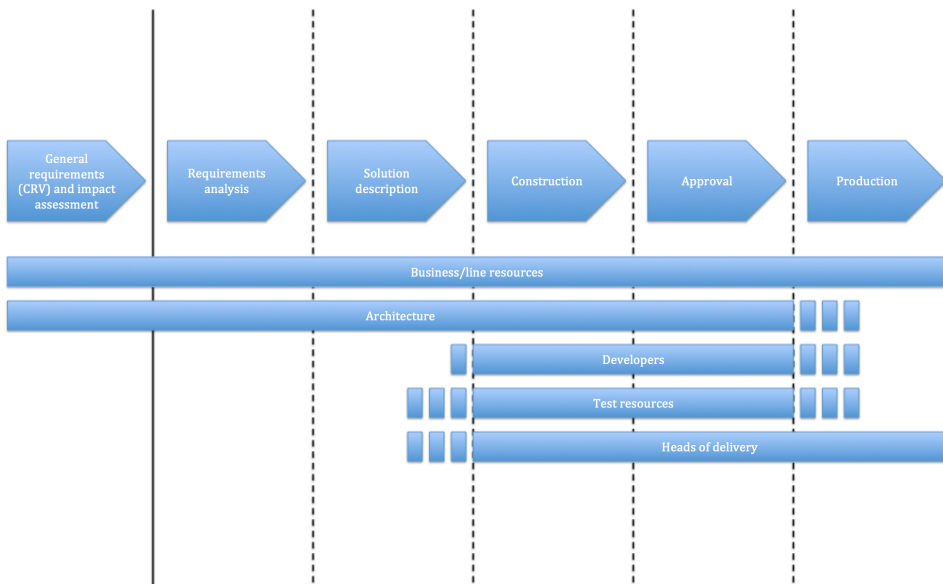 General
requirements
(CRV) and impact
assessment
Requirements
analysis
Solution
description
Construction
Approval
Production
Business/line resources
Architecture
Developers
Test resources
Heads of delivery